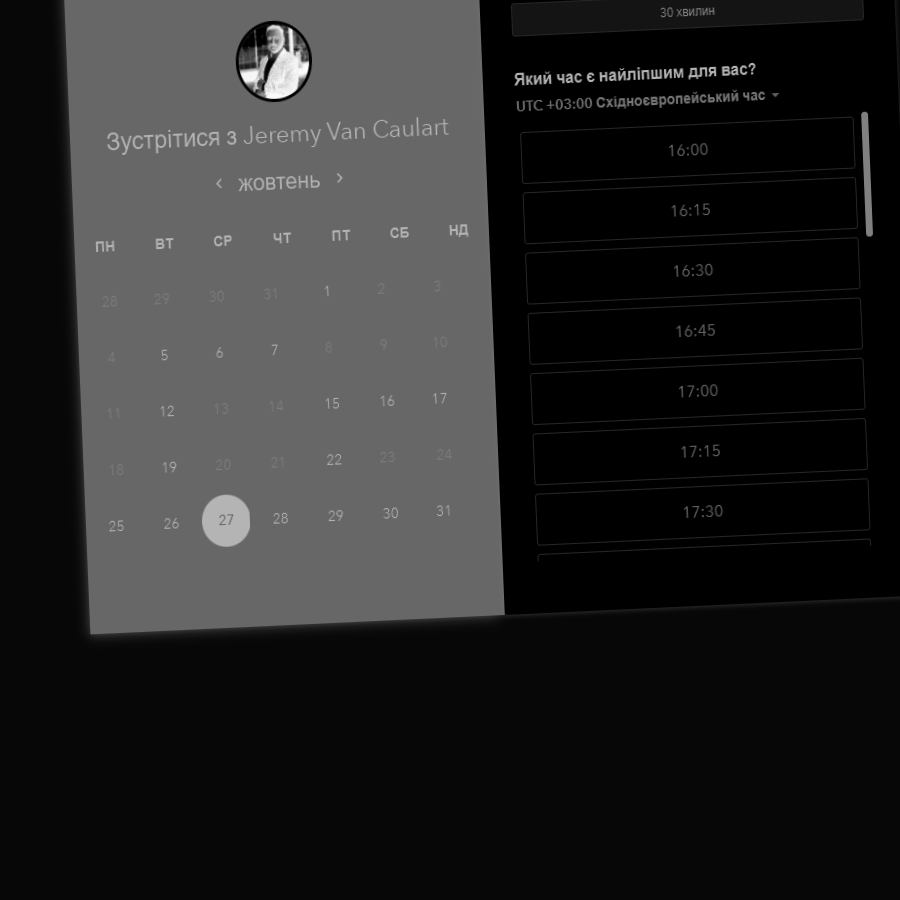 Зустрітися з Jeremy Van Caulart
‹ жовтень ›
ПН ВТ СР ЧТ ПТ СБ НД
28 29 30 31 1 2 3
4 5 6 7 8 9 10
11 12 13 14 15 16 17
18 19 20 21 22 23 24
25 26 27 28 29 30 31
30 хвилин
Який час є найліпшим для вас?
UTC +03:00 Східноєвропейський час
16:00
16:15
16:30
16:45
17:00
17:15
17:30